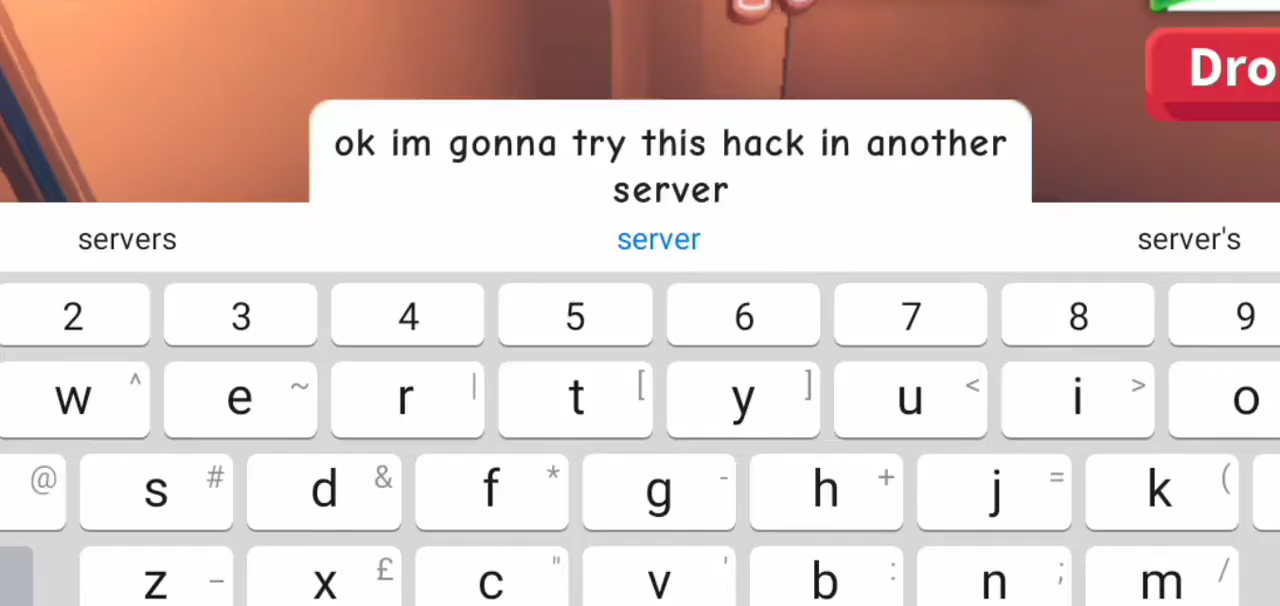 Dro
ok im gonna try this hack in another
server
servers server server's
2 3 4 5 6 7 8 9
w ^ e ~ r | t [ y ] u < i > o
@ s # d & f * g - h + j = k (
z _ x £ c " v ' b : n ; m /